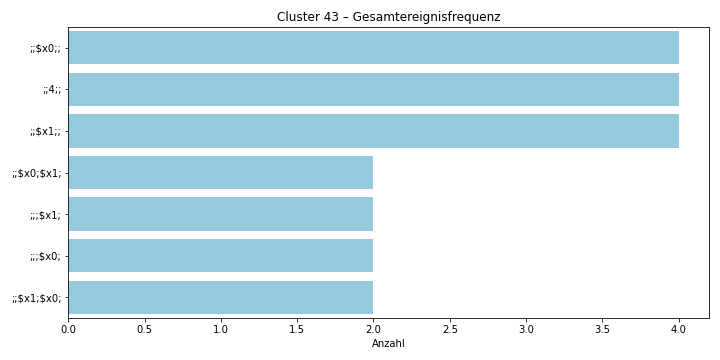 Cluster 43 – Gesamtereignisfrequenz
;;$x0;;
;;4;;
;;$x1;;
;;$x0;$x1;
;;;$x1;
;;;$x0;
;;$x1;$x0;
0.0 0.5 1.0 1.5 2.0 2.5 3.0 3.5 4.0
Anzahl